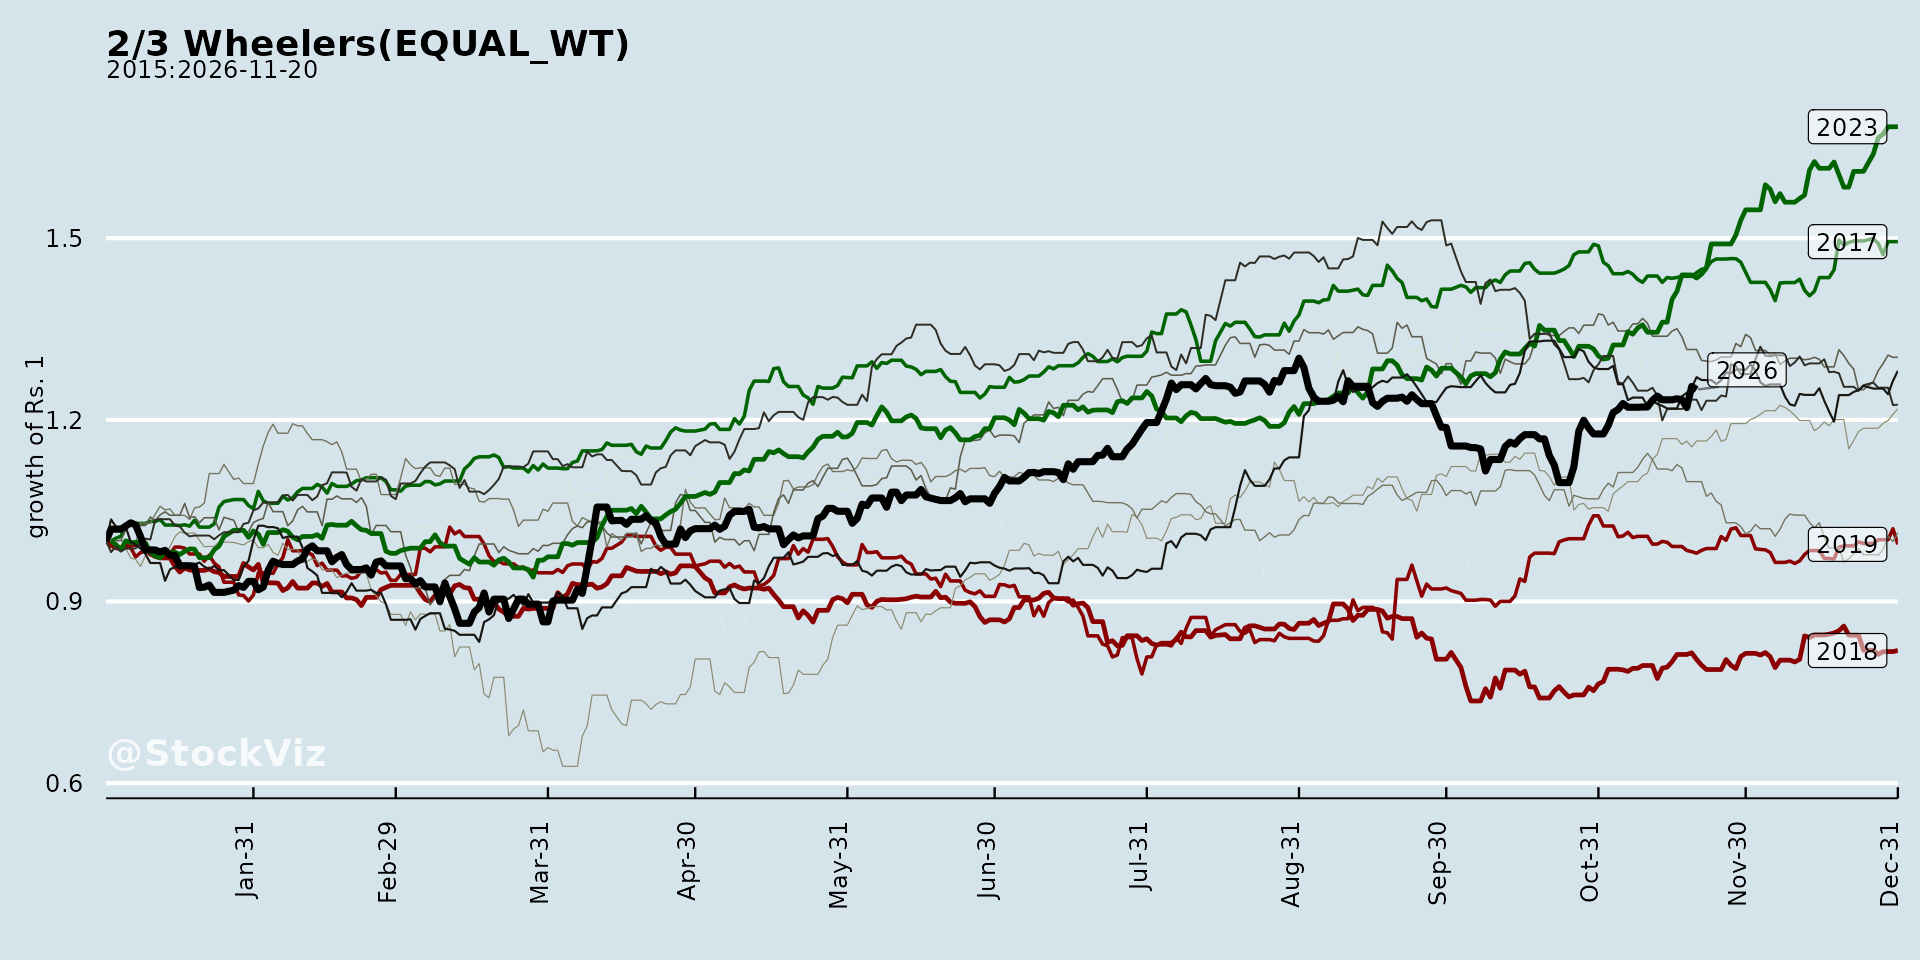 2/3 Wheelers(EQUAL_WT)
2015:2026-11-20
growth of Rs. 1
1.5
1.2
0.9
0.6
2023
2017
2026
2019
2018
@StockViz
Jan-31
Feb-29
Mar-31
Apr-30
May-31
Jun-30
Jul-31
Aug-31
Sep-30
Oct-31
Nov-30
Dec-31